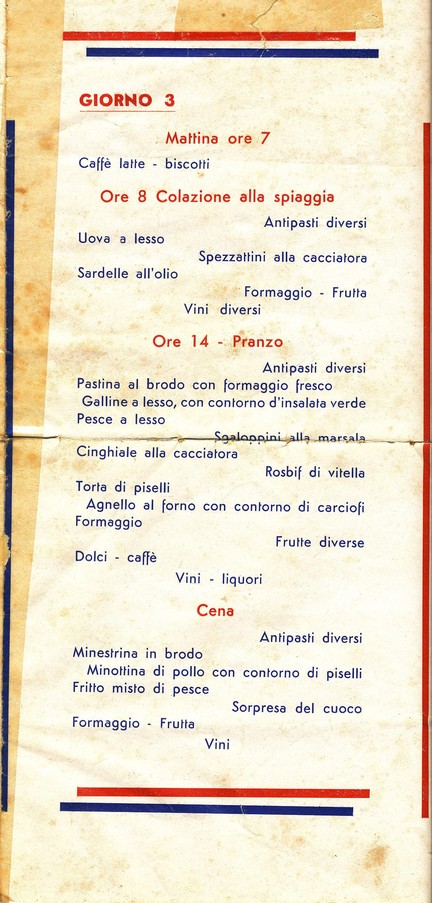 GIORNO 3
Mattina ore 7
Caffè latte - biscotti
Ore 8 Colazione alla spiaggia
Antipasti diversi
Uova a lesso
Spezzattini alla cacciatora
Sardelle all'olio
Formaggio - Frutta
Vini diversi
Ore 14 - Pranzo
Antipasti diversi
Pastina al brodo con formaggio fresco
Galline a lesso, con contorno d'insalata verde
Pesce a lesso
Sgaloppini alla marsala
Cinghiale alla cacciatora
Rosbif di vitella
Torta di piselli
Agnello al forno con contorno di carciofi
Formaggio
Frutte diverse
Dolci - caffè
Vini - liquori
Cena
Antipasti diversi
Minestrina in brodo
Minottina di pollo con contorno di piselli
Fritto misto di pesce
Sorpresa del cuoco
Formaggio - Frutta
Vini